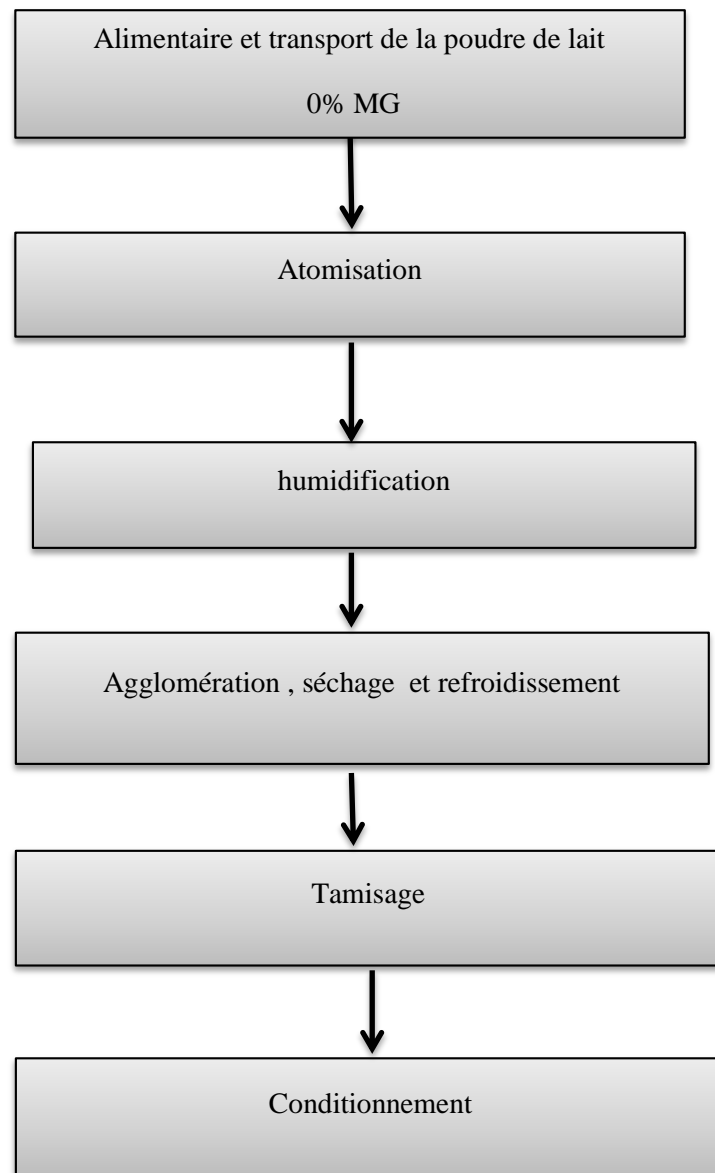 Alimentaire et transport de la poudre de lait
0% MG
Atomisation
humidification
Agglomération , séchage et refroidissement
Tamisage
Conditionnement